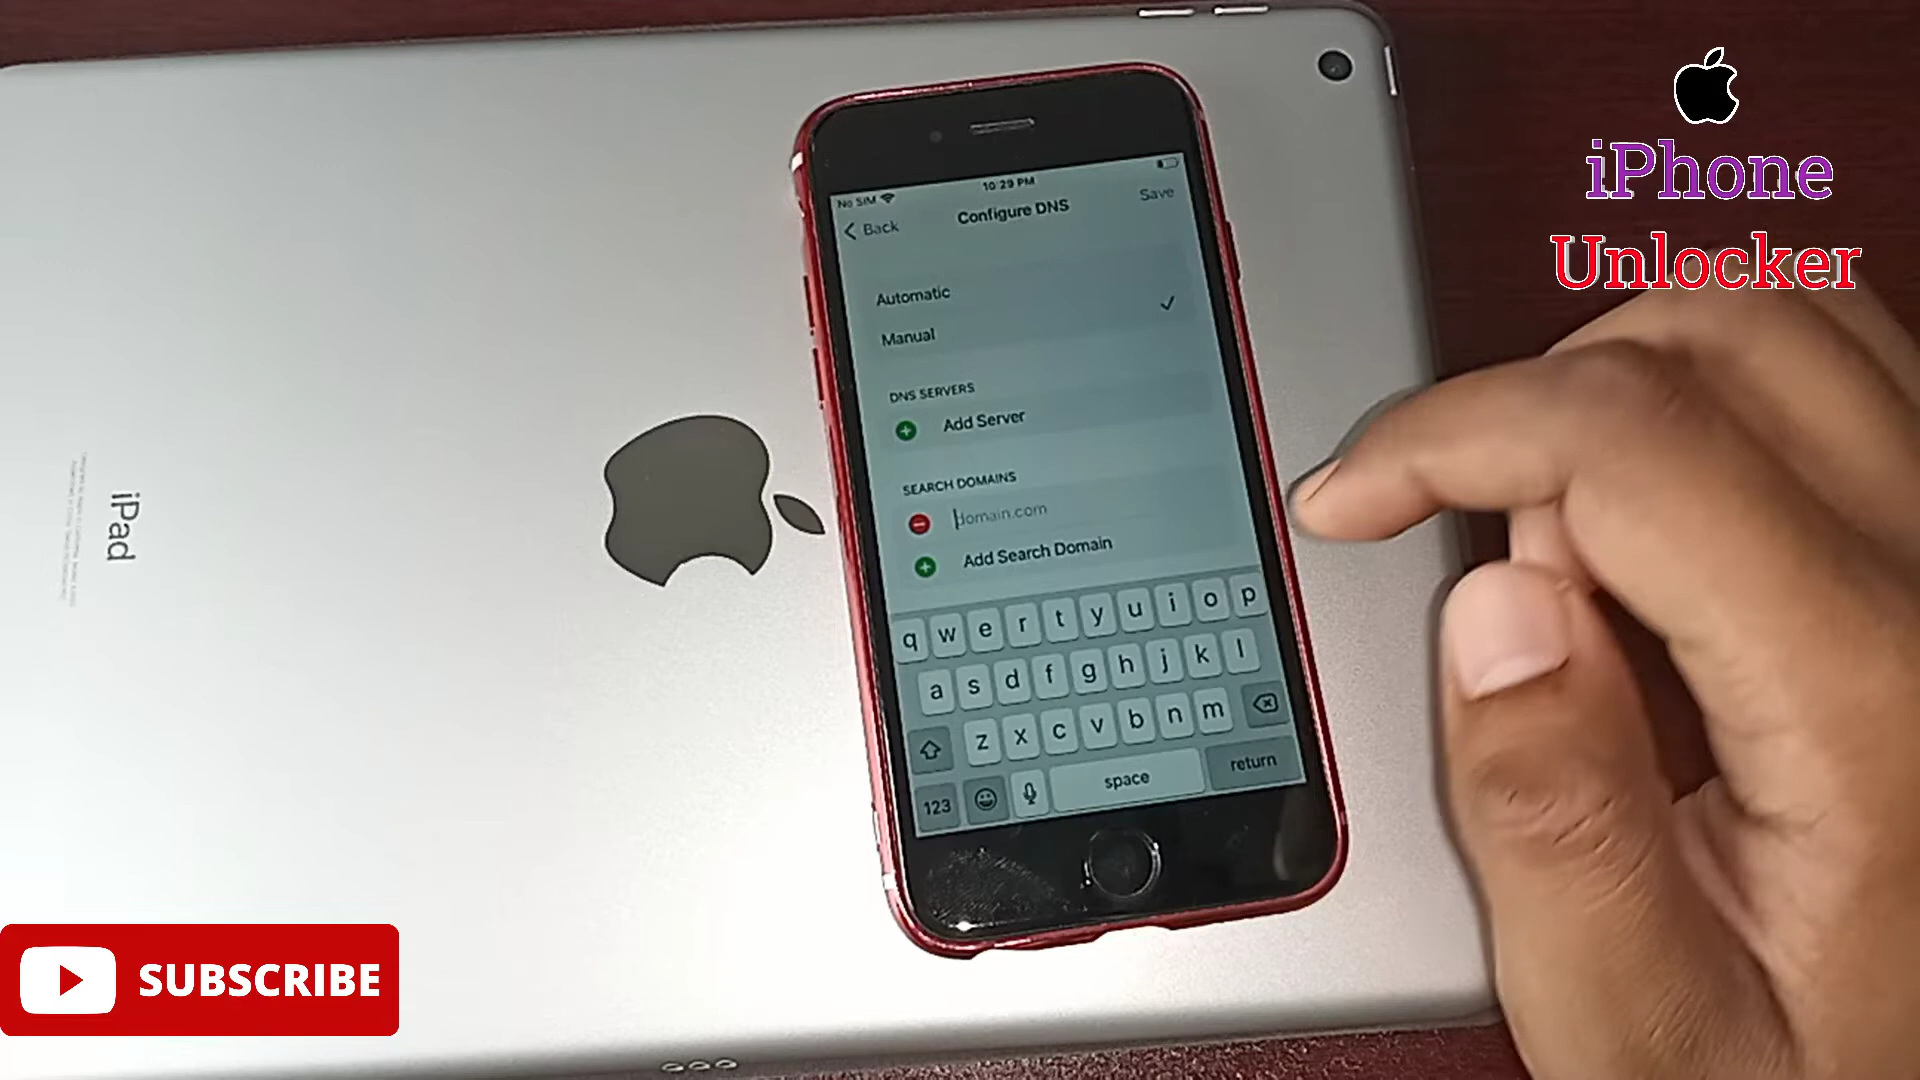 iPhone
Unlocker
No SIM
10:29 PM
Back
Configure DNS
Save
Automatic
Manual
DNS SERVERS
Add Server
SEARCH DOMAINS
domain.com
Add Search Domain
q w e r t y u i o p
a s d f g h j k l
z x c v b n m
123
space
return
iPad
SUBSCRIBE